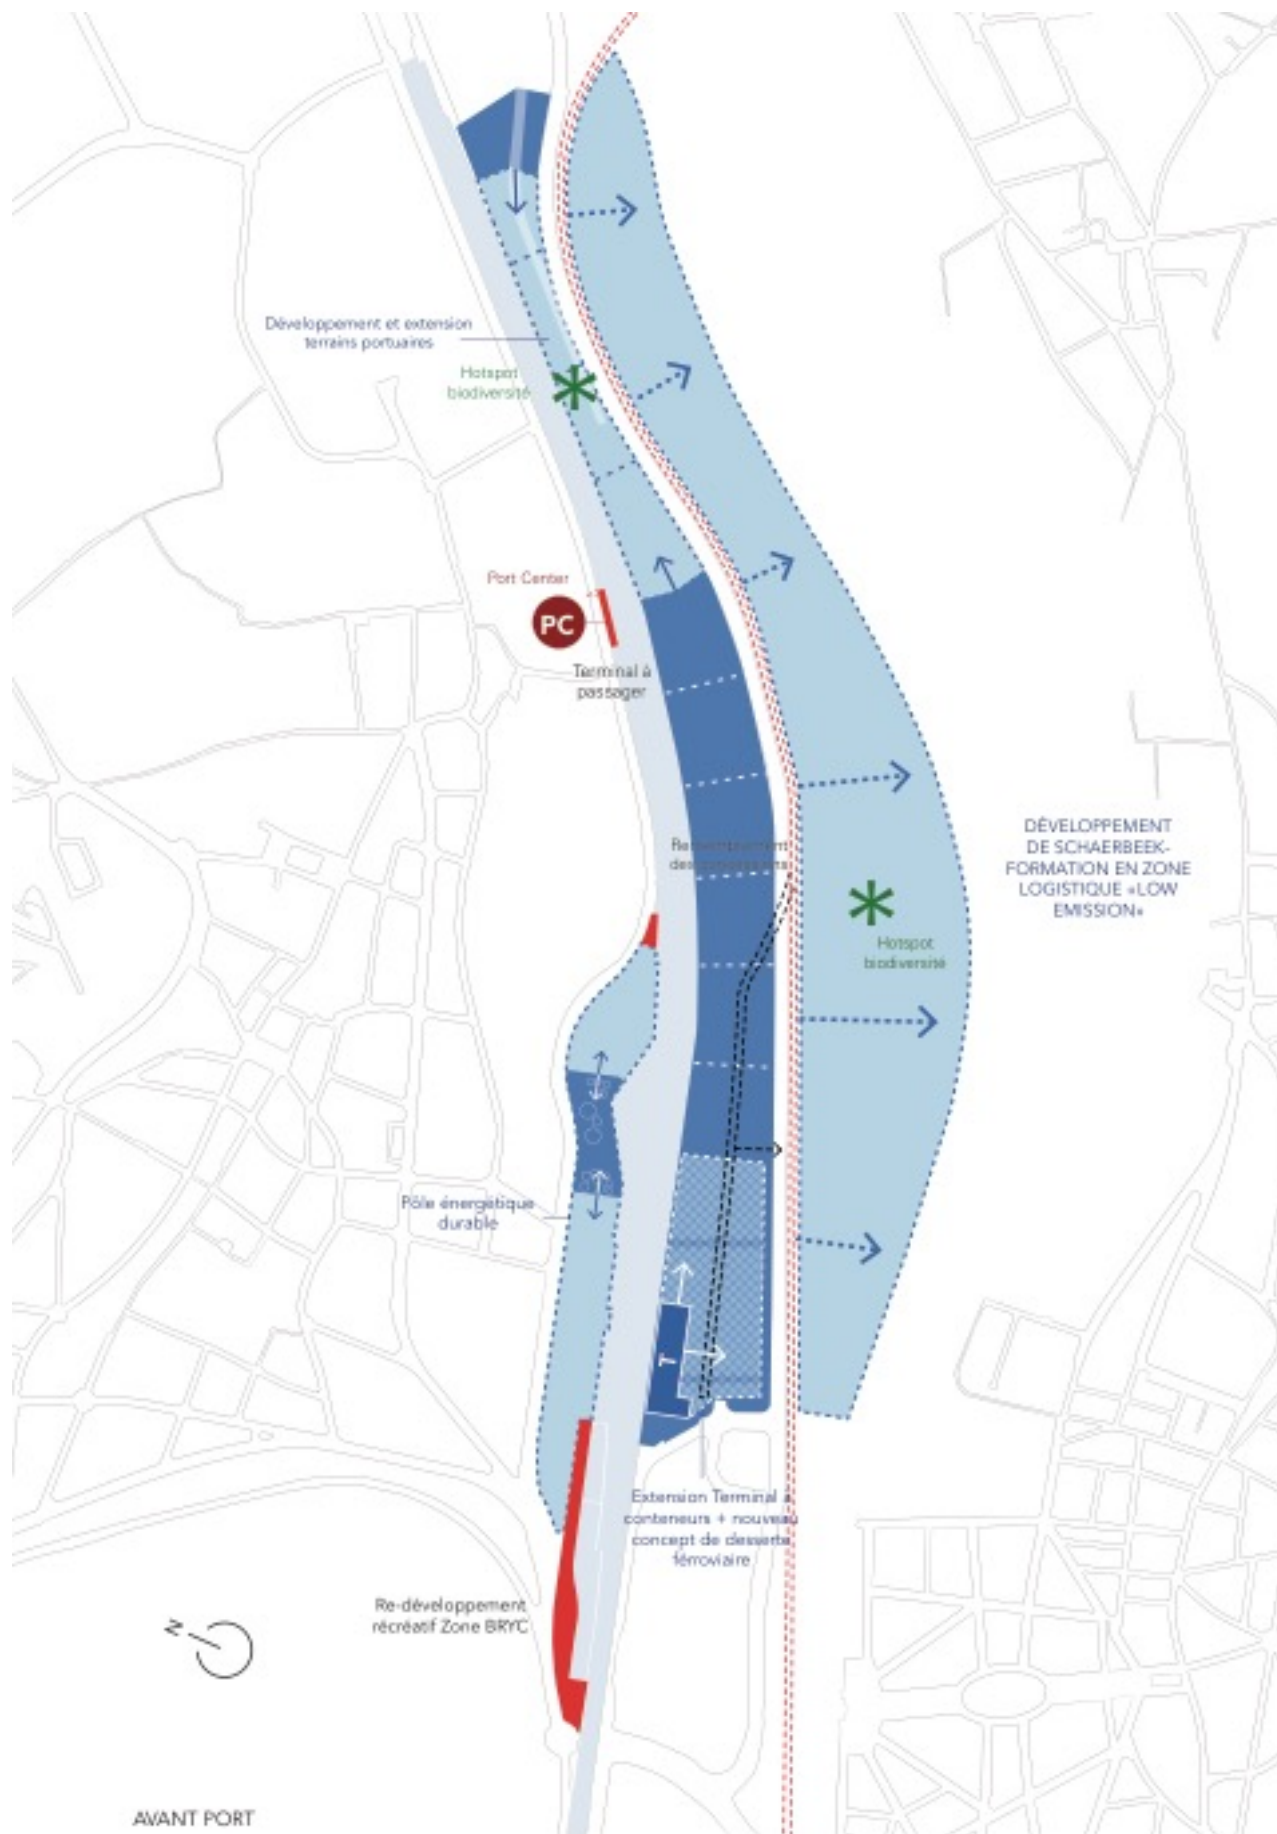 Développement et extension
terrains portuaires
Hotspot
biodiversité
Port Center
PC
Terminal à
passager
DÉVELOPPEMENT
DE SCHAERBEEK-
FORMATION EN ZONE
LOGISTIQUE «LOW
EMISSION»
Hotspot
biodiversité
Pôle énergétique
durable
T
Extension Terminal à
conteneurs + nouveau
concept de desserte
férroviaire
Re-développement
récréatif Zone BRYC
N
AVANT PORT